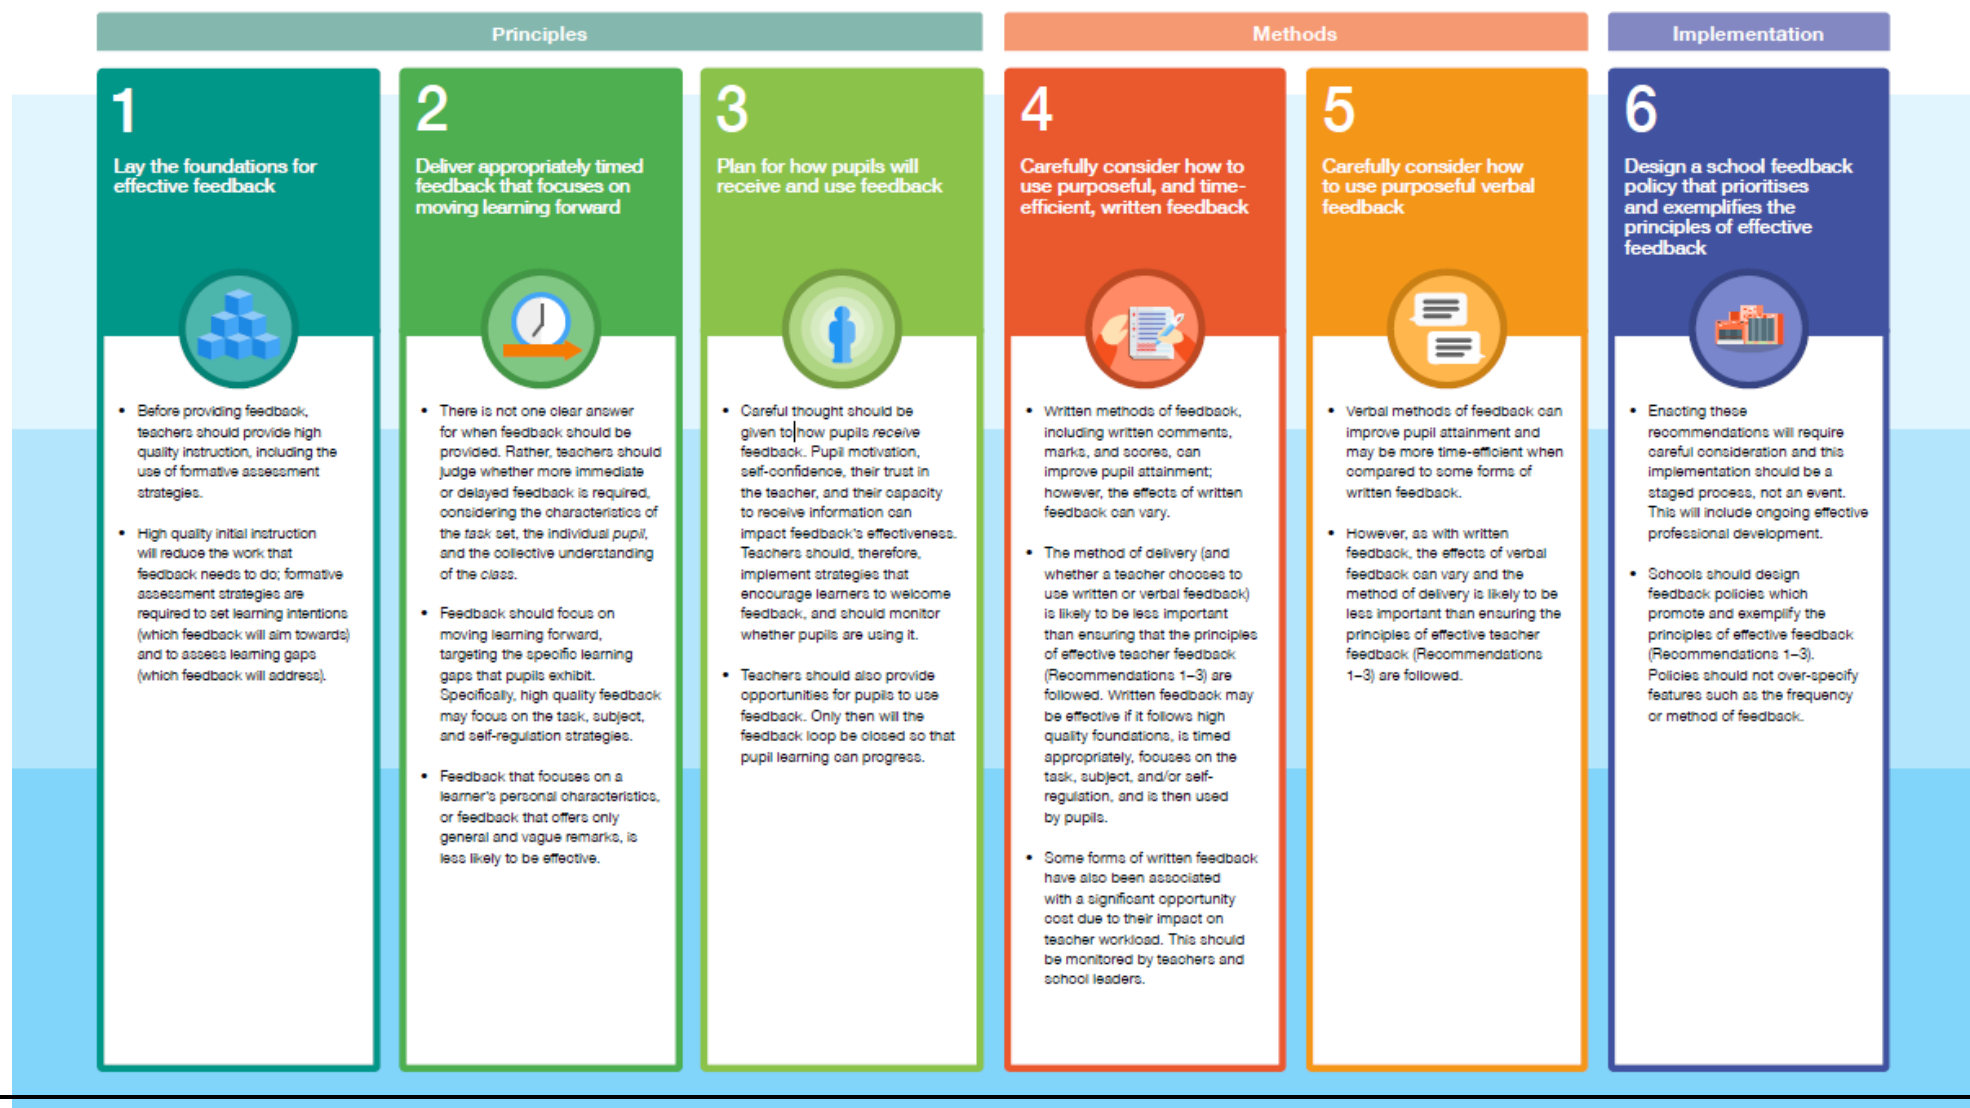 Principles
Methods
Implementation
1
Lay the foundations for
effective feedback
• Before providing feedback,
teachers should provide high
quality instruction, including the
use of formative assessment
strategies.
• High quality initial instruction
will reduce the work that
feedback needs to do; formative
assessment strategies are
required to set learning intentions
(which feedback will aim towards)
and to assess learning gaps
(which feedback will address).
2
Deliver appropriately timed
feedback that focuses on
moving learning forward
• There is not one clear answer
for when feedback should be
provided. Rather, teachers should
judge whether more immediate
or delayed feedback is required,
considering the characteristics of
the task set, the individual pupil,
and the collective understanding
of the class.
• Feedback should focus on
moving learning forward,
targeting the specific learning
gaps that pupils exhibit.
Specifically, high quality feedback
may focus on the task, subject,
and self-regulation strategies.
• Feedback that focuses on a
learner's personal characteristics,
or feedback that offers only
general and vague remarks, is
less likely to be effective.
3
Plan for how pupils will
receive and use feedback
• Careful thought should be
given to how pupils receive
feedback. Pupil motivation,
self-confidence, their trust in
the teacher, and their capacity
to receive information can
impact feedback's effectiveness.
Teachers should, therefore,
implement strategies that
encourage learners to welcome
feedback, and should monitor
whether pupils are using it.
• Teachers should also provide
opportunities for pupils to use
feedback. Only then will the
feedback loop be closed so that
pupil learning can progress.
4
Carefully consider how to
use purposeful, and time-
efficient, written feedback
• Written methods of feedback,
including written comments,
marks, and scores, can
improve pupil attainment;
however, the effects of written
feedback can vary.
• The method of delivery (and
whether a teacher chooses to
use written or verbal feedback)
is likely to be less important
than ensuring that the principles
of effective teacher feedback
(Recommendations 1–3) are
followed. Written feedback may
be effective if it follows high
quality foundations, is timed
appropriately, focuses on the
task, subject, and/or self-
regulation, and is then used
by pupils.
• Some forms of written feedback
have also been associated
with a significant opportunity
cost due to their impact on
teacher workload. This should
be monitored by teachers and
school leaders.
5
Carefully consider how
to use purposeful verbal
feedback
• Verbal methods of feedback can
improve pupil attainment and
may be more time-efficient when
compared to some forms of
written feedback.
• However, as with written
feedback, the effects of verbal
feedback can vary and the
method of delivery is likely to be
less important than ensuring the
principles of effective teacher
feedback (Recommendations
1–3) are followed.
6
Design a school feedback
policy that prioritises
and exemplifies the
principles of effective
feedback
• Enacting these
recommendations will require
careful consideration and this
implementation should be a
staged process, not an event.
This will include ongoing effective
professional development.
• Schools should design
feedback policies which
promote and exemplify the
principles of effective feedback
(Recommendations 1–3).
Policies should not over-specify
features such as the frequency
or method of feedback.